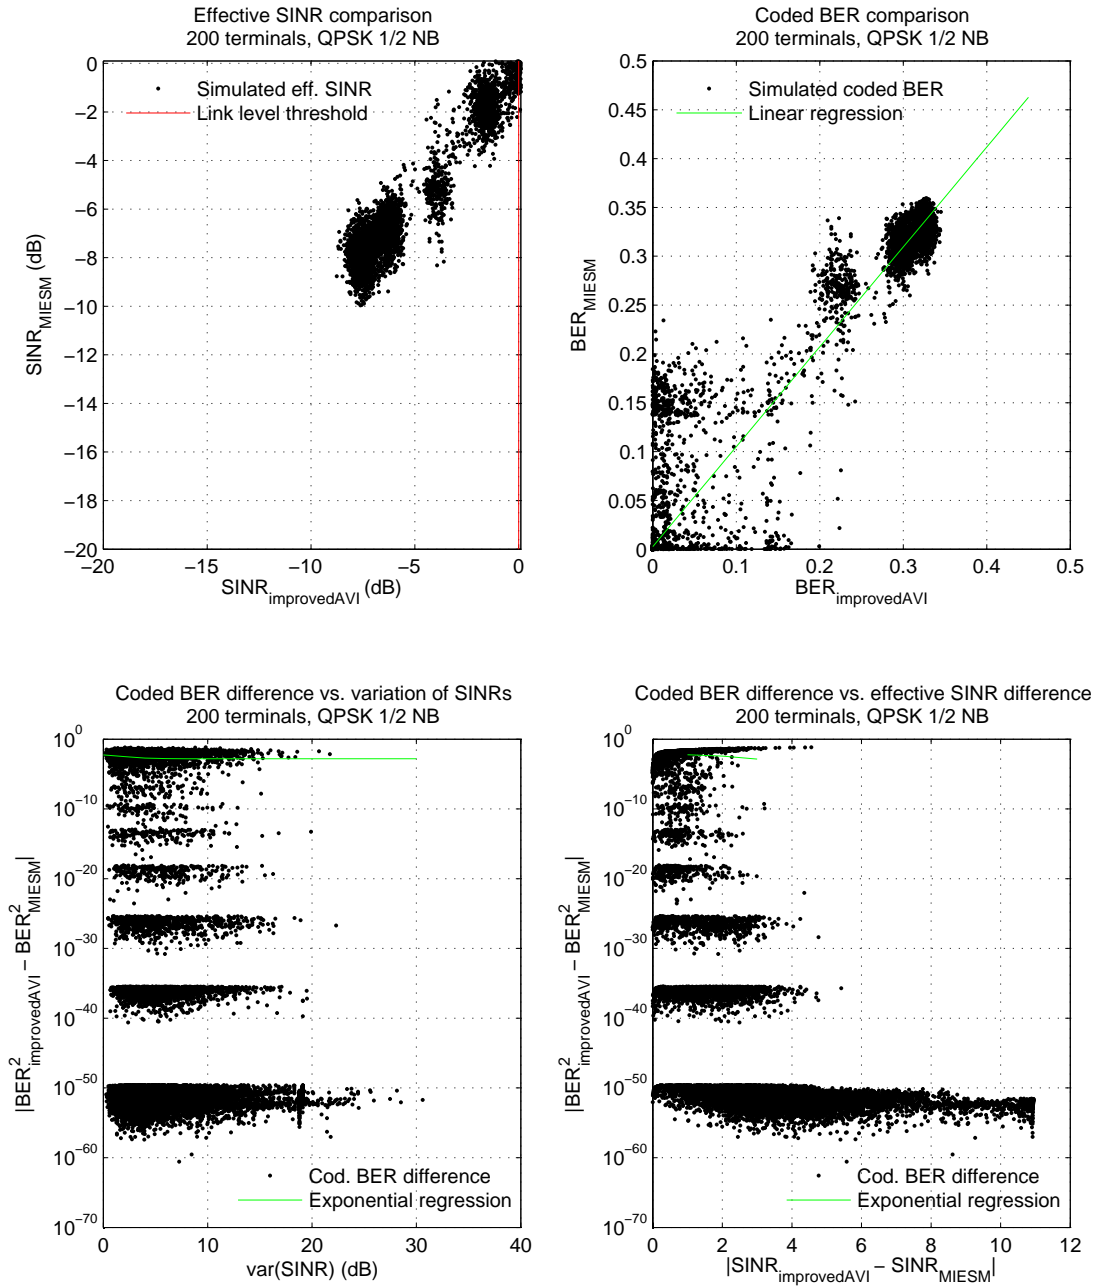 Effective SINR comparison
200 terminals, QPSK 1/2 NB
0
−2
−4
−6
−8
−10
−12
−14
−16
−18
−20
SINR_MIESM (dB)
Simulated eff. SINR
Link level threshold
−20
−15
−10
−5
0
SINR_improvedAVI (dB)
Coded BER comparison
200 terminals, QPSK 1/2 NB
0.5
0.45
0.4
0.35
0.3
0.25
0.2
0.15
0.1
0.05
0
BER_MIESM
Simulated coded BER
Linear regression
0
0.1
0.2
0.3
0.4
0.5
BER_improvedAVI
Coded BER difference vs. variation of SINRs
200 terminals, QPSK 1/2 NB
10^0
10^−10
10^−20
10^−30
10^−40
10^−50
10^−60
10^−70
|BER^2_improvedAVI − BER^2_MIESM|
Cod. BER difference
Exponential regression
0
10
20
30
40
var(SINR) (dB)
Coded BER difference vs. effective SINR difference
200 terminals, QPSK 1/2 NB
10^0
10^−10
10^−20
10^−30
10^−40
10^−50
10^−60
10^−70
|BER^2_improvedAVI − BER^2_MIESM|
Cod. BER difference
Exponential regression
0
2
4
6
8
10
12
|SINR_improvedAVI − SINR_MIESM|